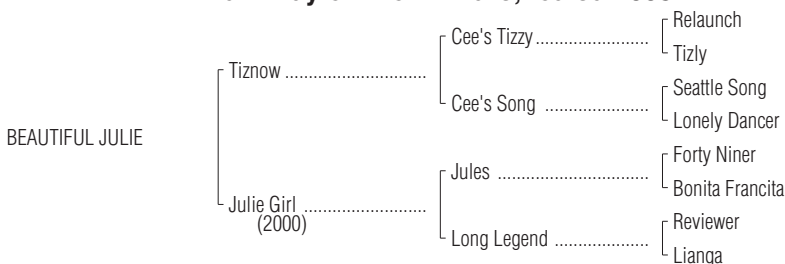 Relaunch
Cee's Tizzy
Tizly
Tiznow
Seattle Song
Cee's Song
Lonely Dancer
BEAUTIFUL JULIE
Forty Niner
Jules
Bonita Francita
Julie Girl
(2000)
Reviewer
Long Legend
Lianga